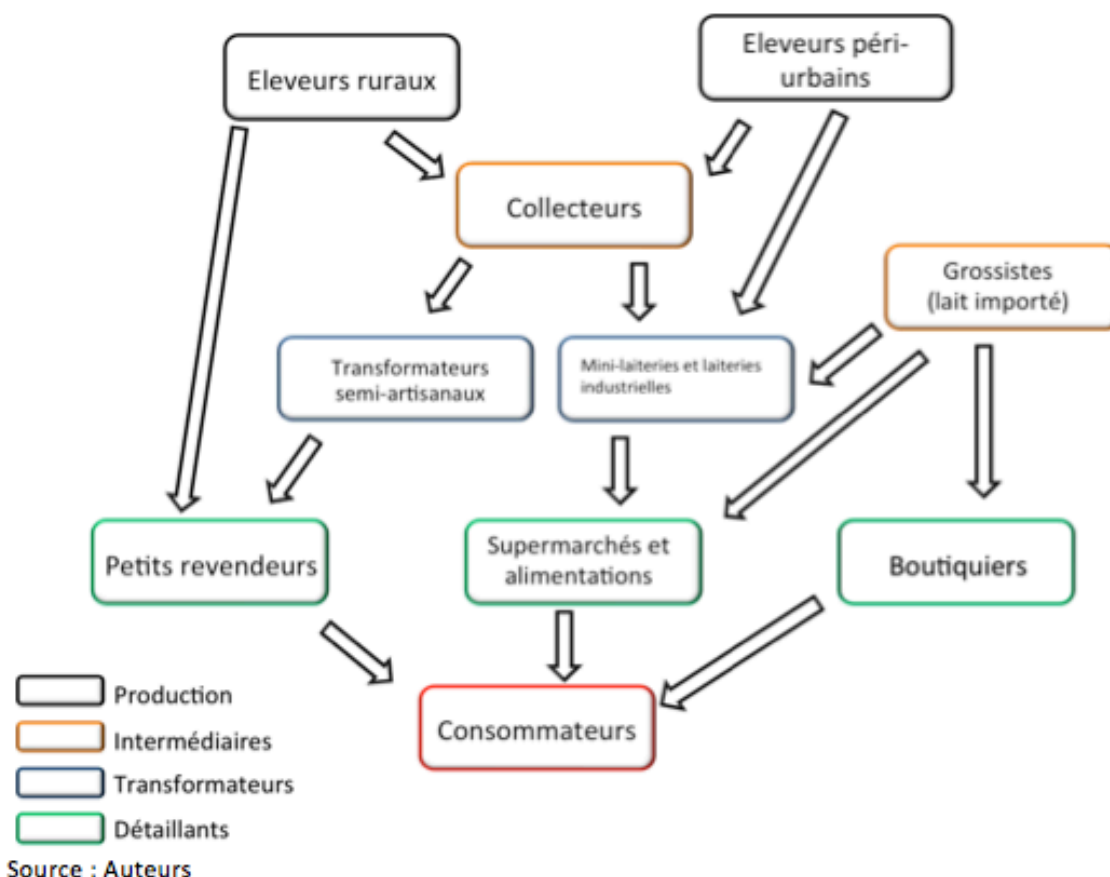 Eleveurs ruraux
Eleveurs péri-
urbains
Collecteurs
Grossistes
(lait importé)
Transformateurs
semi-artisanaux
Mini-laiteries et laiteries
industrielles
Petits revendeurs
Supermarchés et
alimentations
Boutiquiers
Consommateurs
Production
Intermédiaires
Transformateurs
Détaillants
Source : Auteurs